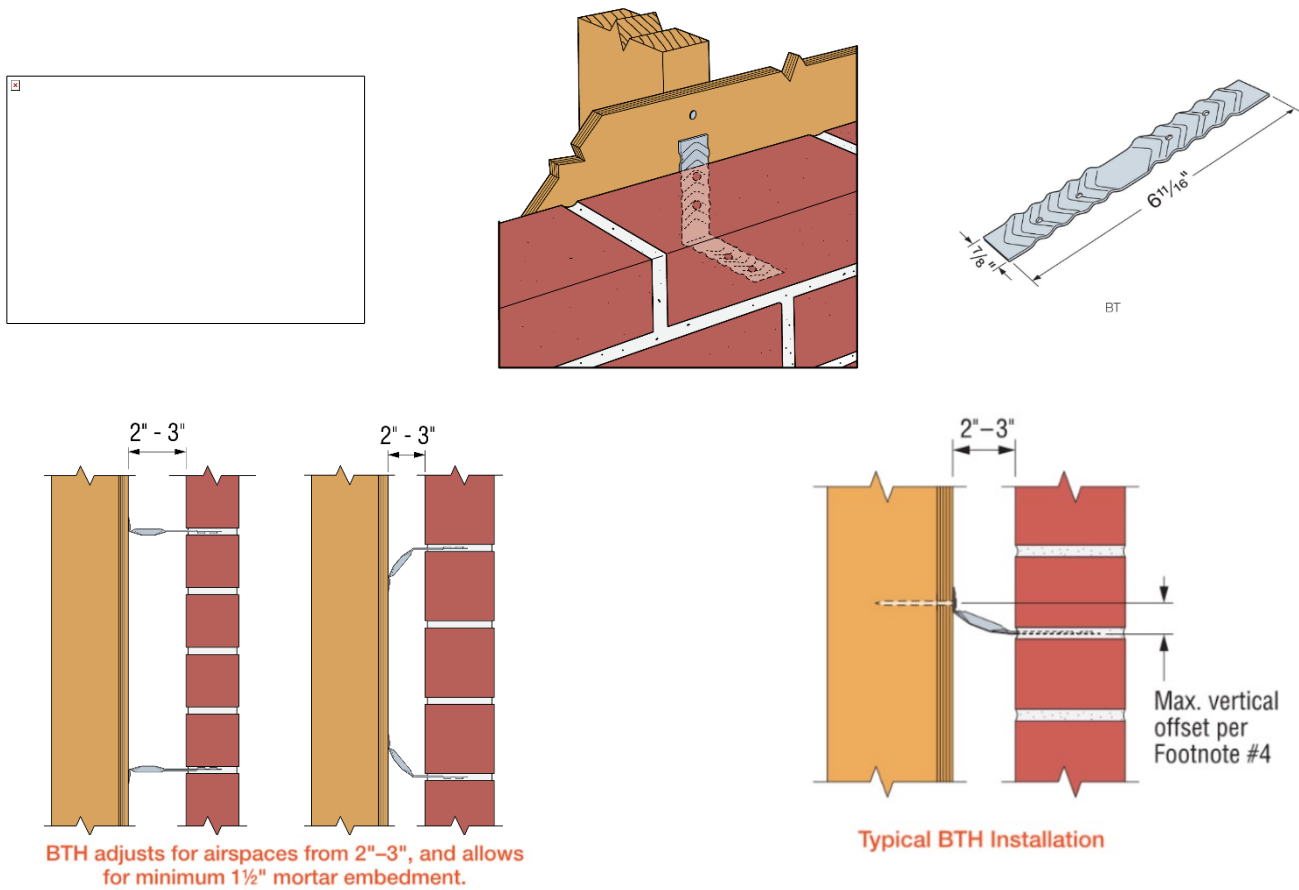 6 11/16"
7/8"
BT
2" - 3"
2" - 3"
BTH adjusts for airspaces from 2"–3", and allows
for minimum 1½" mortar embedment.
2"–3"
Max. vertical
offset per
Footnote #4
Typical BTH Installation